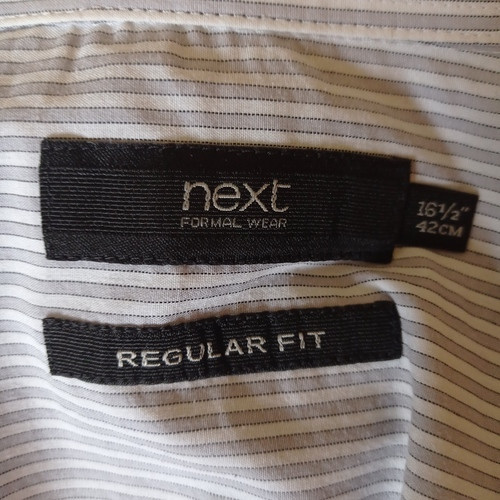 next
FORMAL WEAR
16½"
42CM
REGULAR FIT